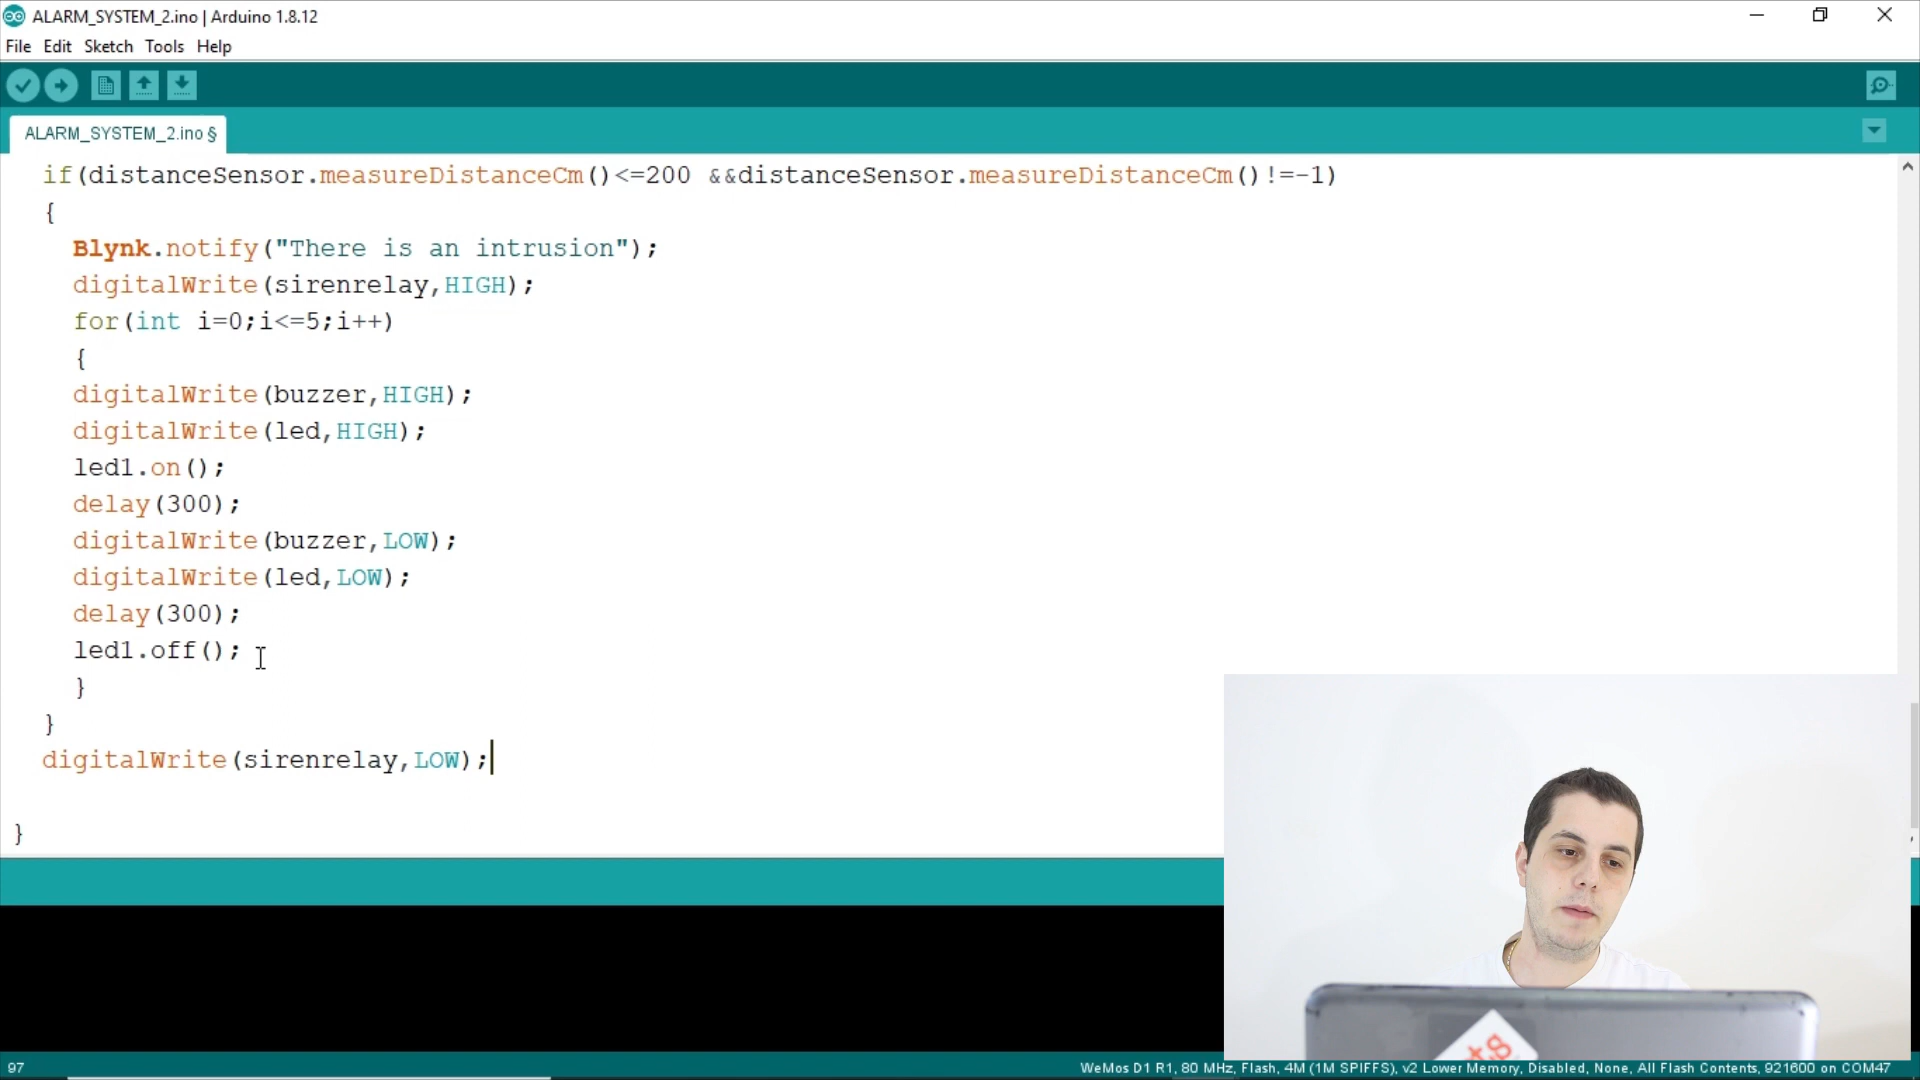 ALARM_SYSTEM_2.ino | Arduino 1.8.12
File Edit Sketch Tools Help
ALARM_SYSTEM_2.ino §
if(distanceSensor.measureDistanceCm()<=200 &&distanceSensor.measureDistanceCm()!=-1)
{
Blynk.notify("There is an intrusion");
digitalWrite(sirenrelay,HIGH);
for(int i=0;i<=5;i++)
{
digitalWrite(buzzer,HIGH);
digitalWrite(led,HIGH);
led1.on();
delay(300);
digitalWrite(buzzer,LOW);
digitalWrite(led,LOW);
delay(300);
led1.off();
}
}
digitalWrite(sirenrelay,LOW);
}
97
WeMos D1 R1, 80 MHz, Flash, 4M (1M SPIFFS), v2 Lower Memory, Disabled, None, All Flash Contents, 921600 on COM47